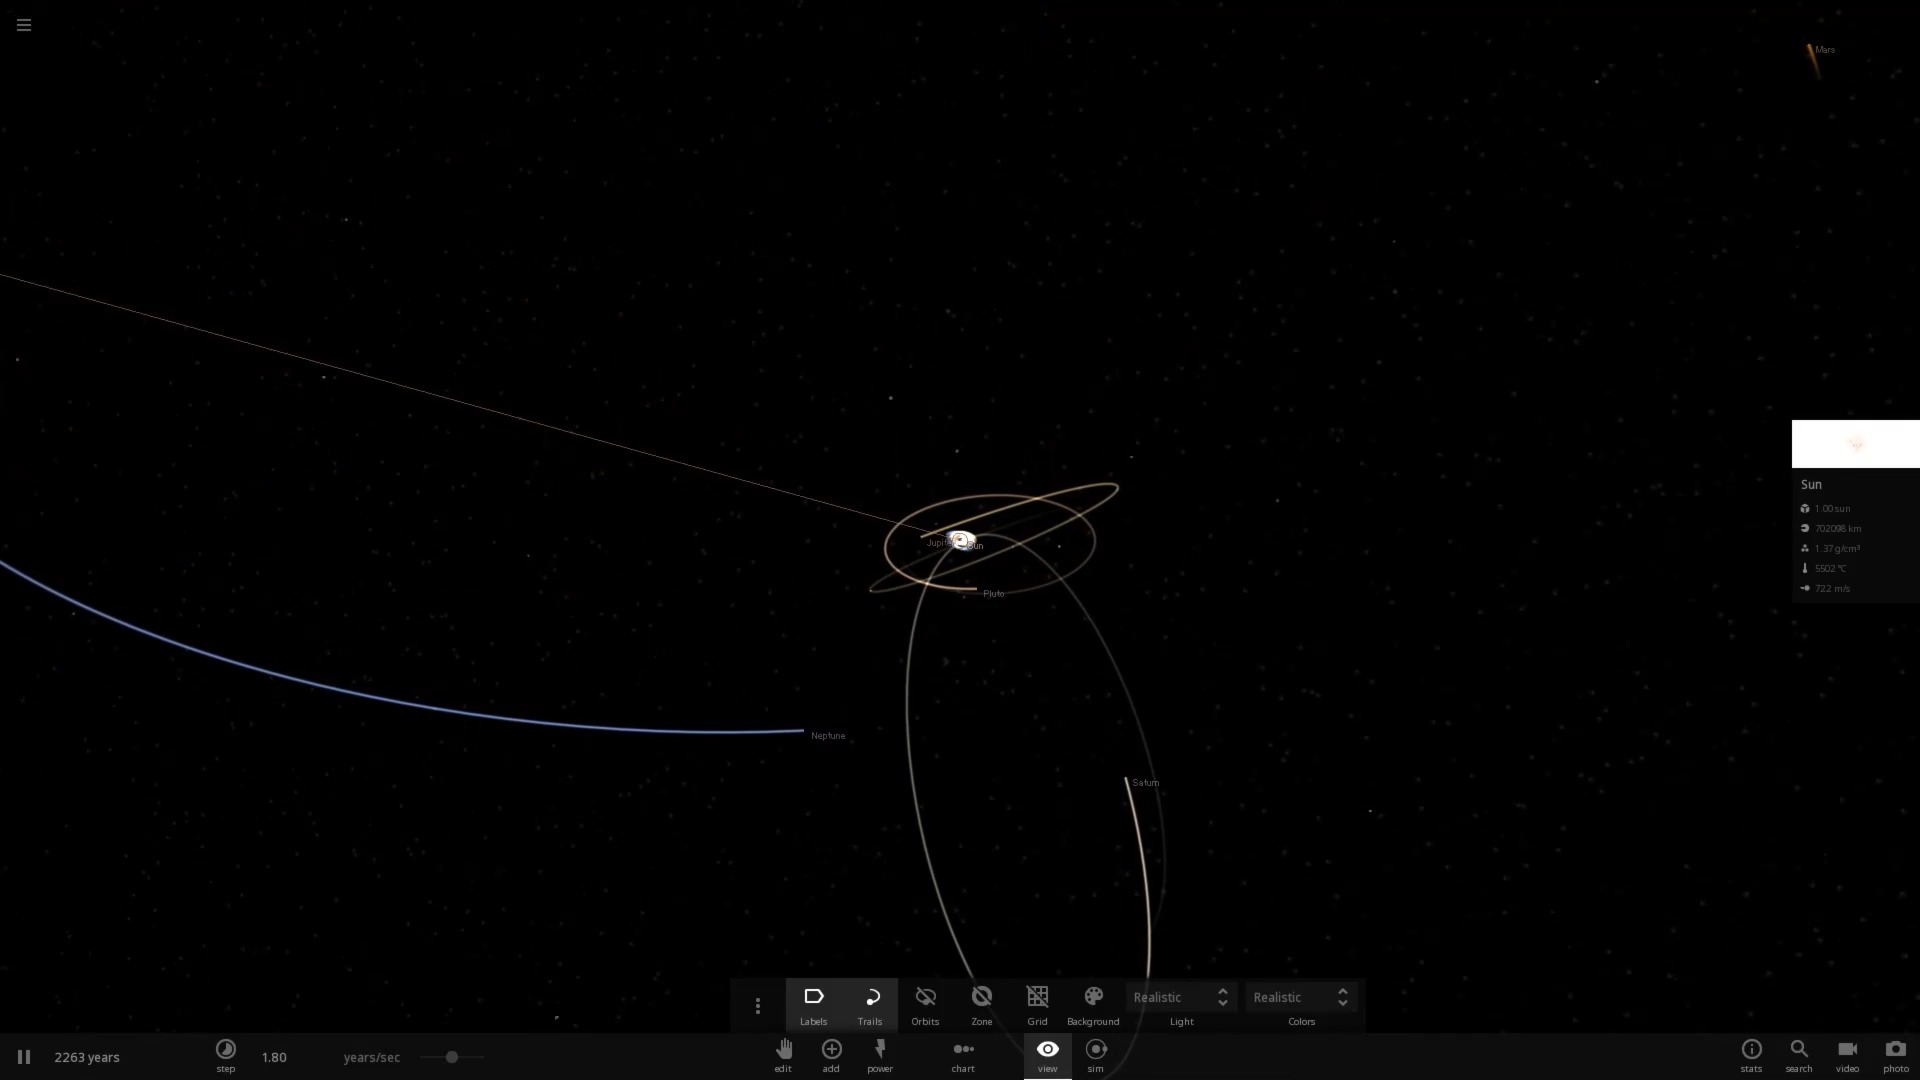 Mars
Sun
1.00 sun
702098 km
1.37 g/cm³
5502 °C
722 m/s
Sun
Pluto
Neptune
Saturn
Realistic
Realistic
Labels
Trails
Orbits
Zone
Grid
Background
Light
Colors
2263 years
step
1.80
years/sec
edit
add
power
chart
view
sim
stats
search
video
photo